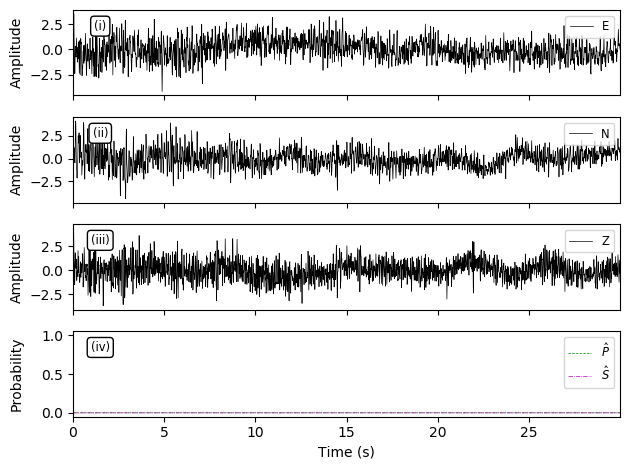 Amplitude
2.5
0.0
−2.5
(i)
E
Amplitude
2.5
0.0
−2.5
(ii)
N
Amplitude
2.5
0.0
−2.5
(iii)
Z
Probability
1.0
0.5
0.0
(iv)
P̂
Ŝ
0 5 10 15 20 25
Time (s)